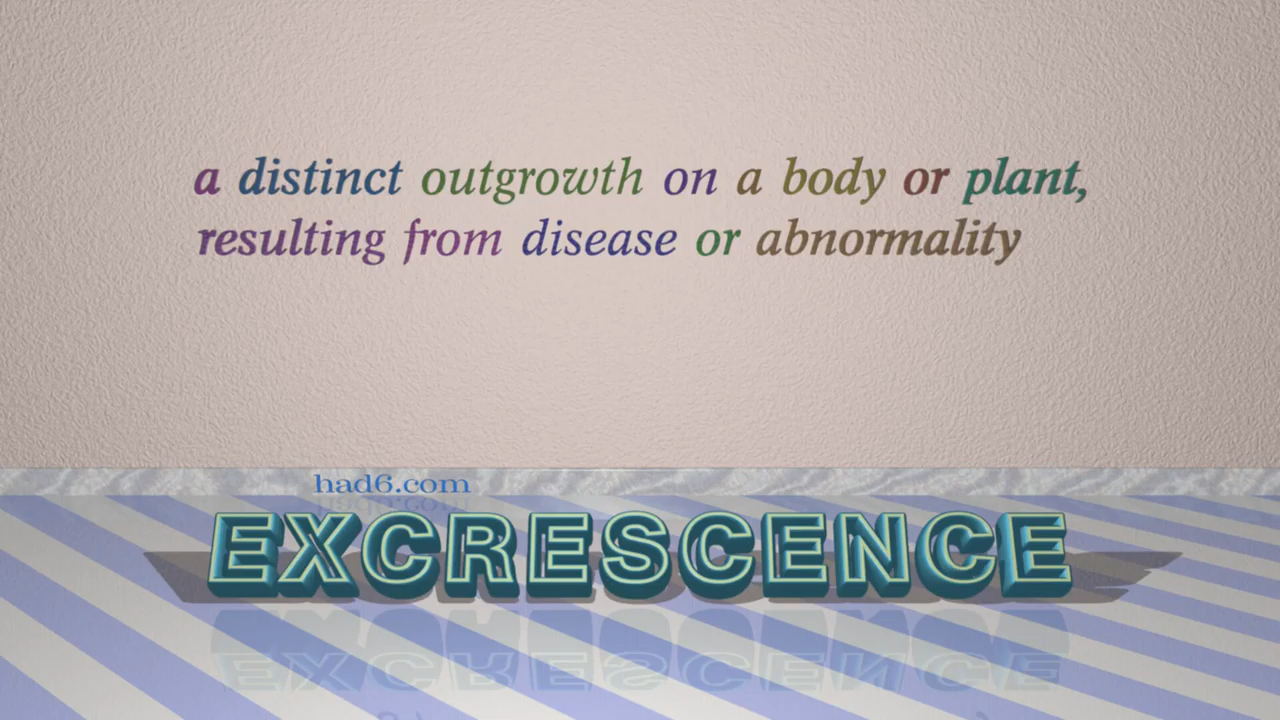 a distinct outgrowth on a body or plant,
resulting from disease or abnormality
had6.com
EXCRESCENCE